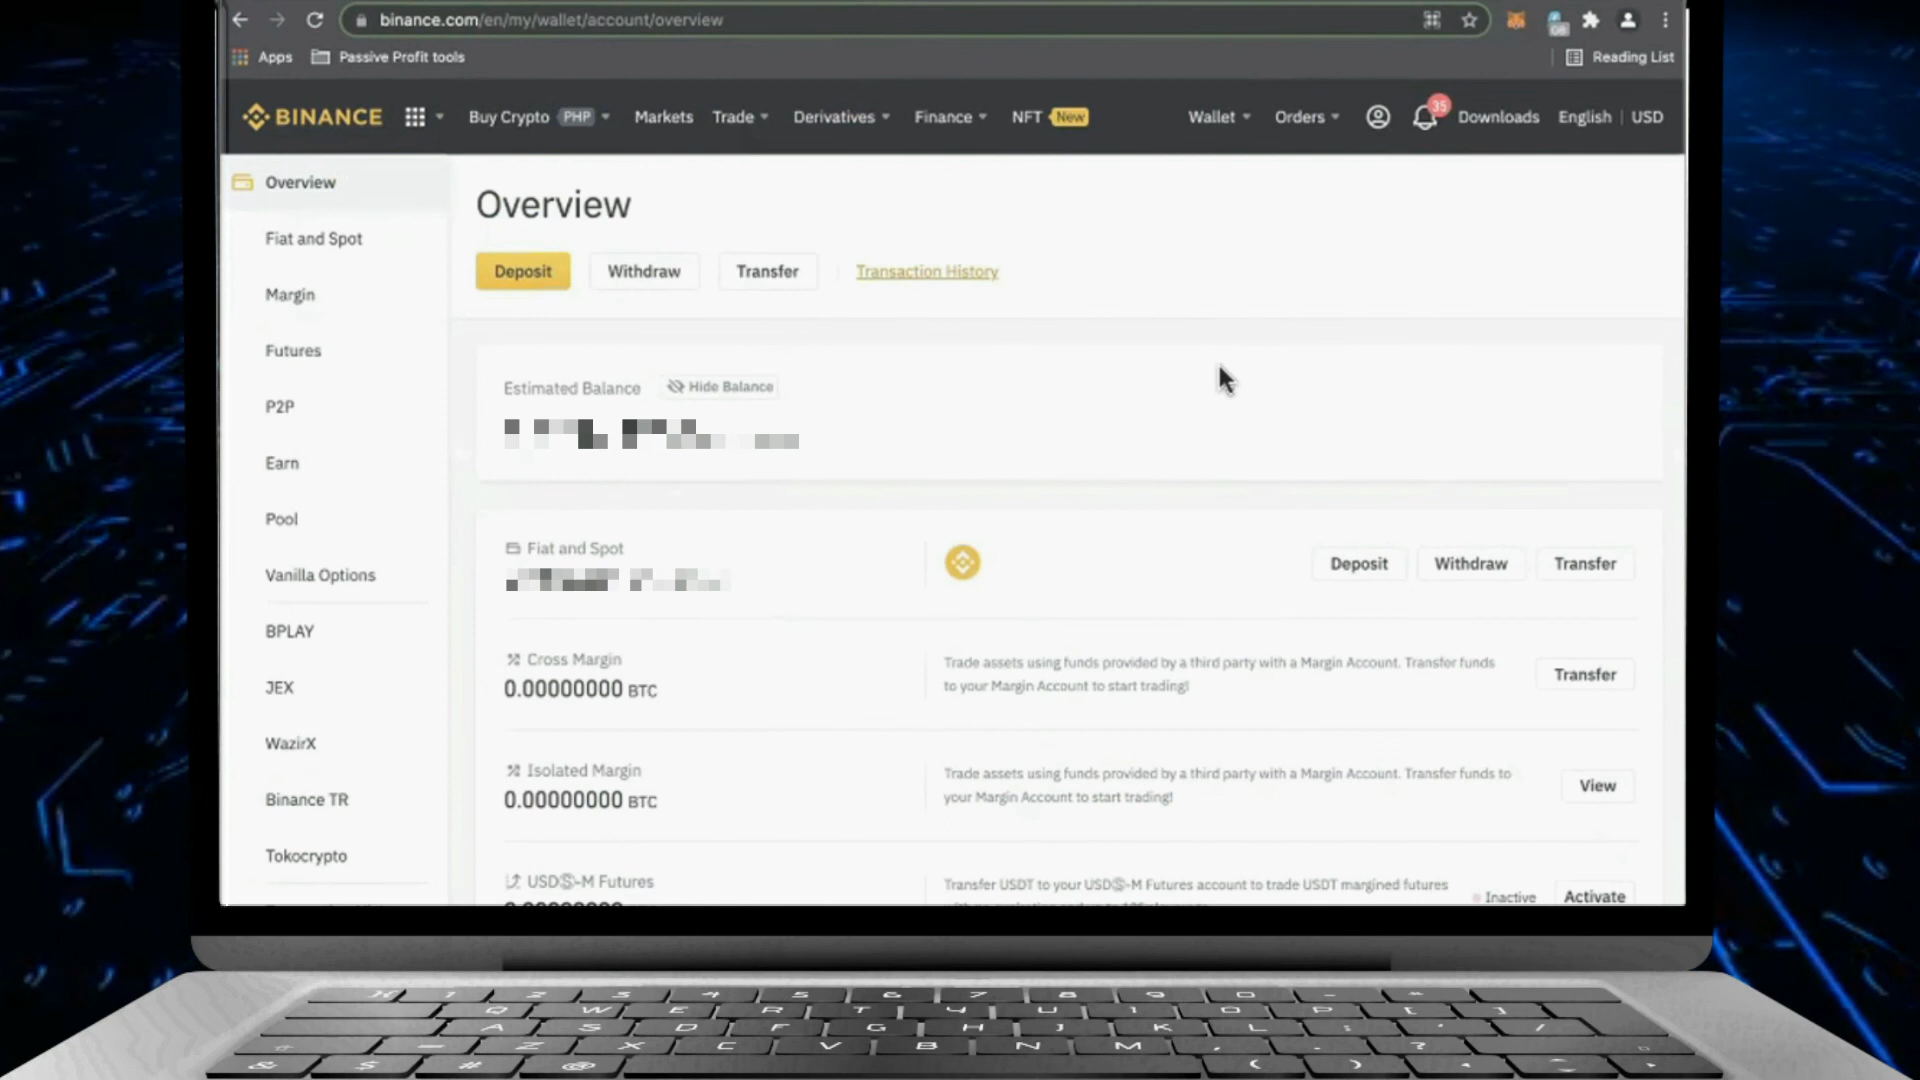 binance.com/en/my/wallet/account/overview
Apps Passive Profit tools Reading List
BINANCE Buy Crypto PHP Markets Trade Derivatives Finance NFT New Wallet Orders 35 Downloads English | USD
Overview
Fiat and Spot
Margin
Futures
P2P
Earn
Pool
Vanilla Options
BPLAY
JEX
WazirX
Binance TR
Tokocrypto
Overview
Deposit Withdraw Transfer Transaction History
Estimated Balance Hide Balance
Fiat and Spot
Deposit Withdraw Transfer
Cross Margin
0.00000000 BTC
Trade assets using funds provided by a third party with a Margin Account. Transfer funds
to your Margin Account to start trading!
Transfer
Isolated Margin
0.00000000 BTC
Trade assets using funds provided by a third party with a Margin Account. Transfer funds to
your Margin Account to start trading!
View
USDⓈ-M Futures
Transfer USDT to your USDⓈ-M Futures account to trade USDT margined futures
Inactive Activate